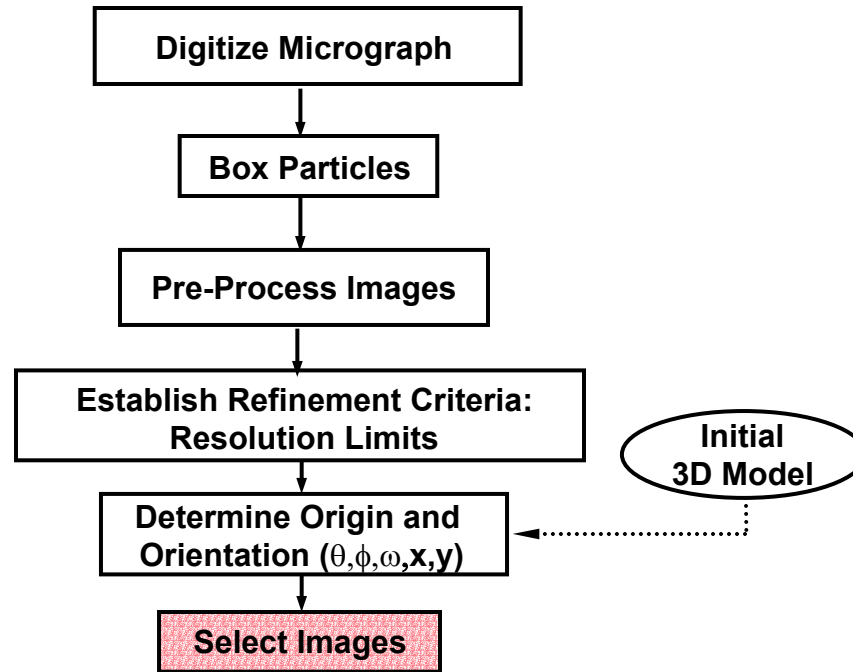 Digitize Micrograph
Box Particles
Pre-Process Images
Establish Refinement Criteria:
Resolution Limits
Initial
3D Model
Determine Origin and
Orientation (θ,ϕ,ω,x,y)
Select Images